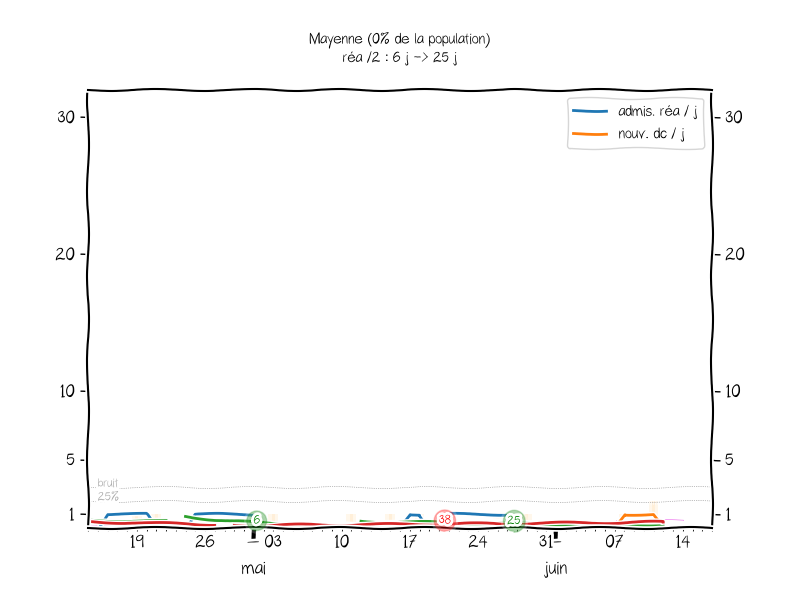 Mayenne (0% de la population)
réa /2 : 6 j -> 25 j
admis. réa / j
nouv. dc / j
30
30
20
20
10
10
5
5
bruit
25%
1
1
6
38
25
19 26 03 10 17 24 31 07 14
mai juin